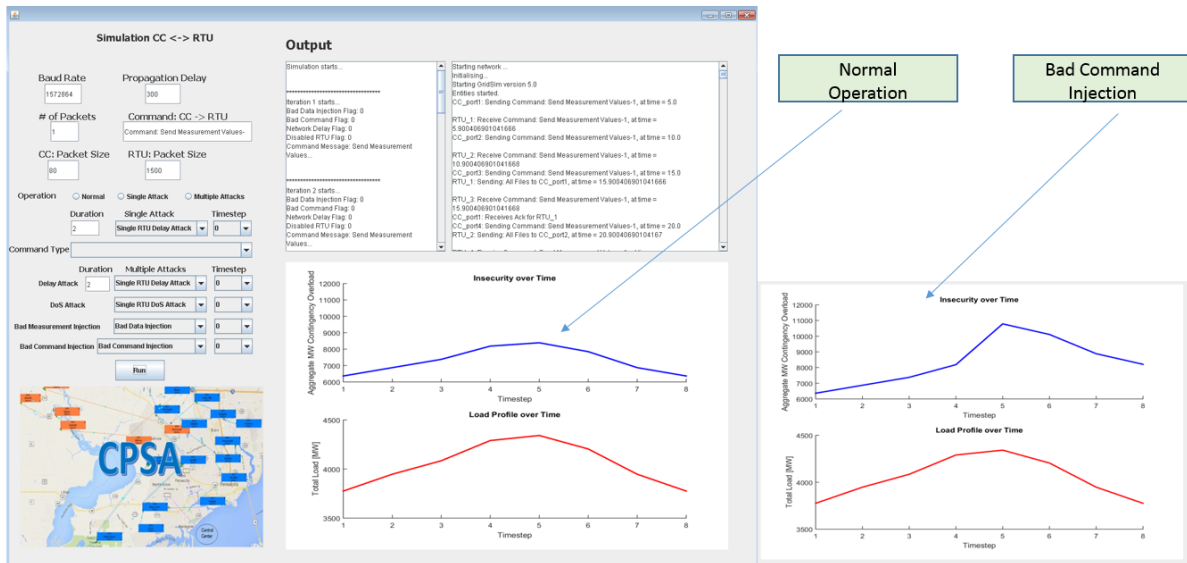 Simulation CC <-> RTU
Baud Rate
Propagation Delay
1572864
300
# of Packets
Command: CC -> RTU
1
Command: Send Measurement Values-
CC: Packet Size
RTU: Packet Size
80
1500
Operation
Normal
Single Attack
Multiple Attacks
Duration
Single Attack
Timestep
2
Single RTU Delay Attack
0
Command Type
Duration
Multiple Attacks
Timestep
Delay Attack
2
Single RTU Delay Attack
0
DoS Attack
Single RTU DoS Attack
0
Bad Measurement Injection
Bad Data Injection
0
Bad Command Injection
Bad Command Injection
0
Run
CPSA
Control
Center
Output
Simulation starts...
**********************************
Iteration 1 starts...
Bad Data Injection Flag: 0
Bad Command Flag: 0
Network Delay Flag: 0
Disabled RTU Flag: 0
Command Message: Send Measurement
Values...
**********************************
Iteration 2 starts...
Bad Data Injection Flag: 0
Bad Command Flag: 0
Network Delay Flag: 0
Disabled RTU Flag: 0
Command Message: Send Measurement
Values...
Starting network ...
Initialising...
Starting GridSim version 5.0
Entities started.
CC_port1: Sending Command: Send Measurement Values-1, at time = 5.0
RTU_1: Receive Command: Send Measurement Values-1, at time =
5.900406901041666
CC_port2: Sending Command: Send Measurement Values-1, at time = 10.0
RTU_2: Receive Command: Send Measurement Values-1, at time =
10.900406901041668
CC_port3: Sending Command: Send Measurement Values-1, at time = 15.0
RTU_1: Sending: All Files to CC_port1, at time = 15.900406901041666
RTU_3: Receive Command: Send Measurement Values-1, at time =
15.900406901041668
CC_port1: Receives Ack for RTU_1
CC_port4: Sending Command: Send Measurement Values-1, at time = 20.0
RTU_2: Sending: All Files to CC_port2, at time = 20.90040690104167
Insecurity over Time
Aggregate MW Contingency Overload
12000
11000
10000
9000
8000
7000
6000
1 2 3 4 5 6 7 8
Timestep
Load Profile over Time
Total Load [MW]
4500
4000
3500
1 2 3 4 5 6 7 8
Timestep
Normal
Operation
Bad Command
Injection
Insecurity over Time
Aggregate MW Contingency Overload
12000
11000
10000
9000
8000
7000
6000
1 2 3 4 5 6 7 8
Timestep
Load Profile over Time
Total Load [MW]
4500
4000
3500
1 2 3 4 5 6 7 8
Timestep